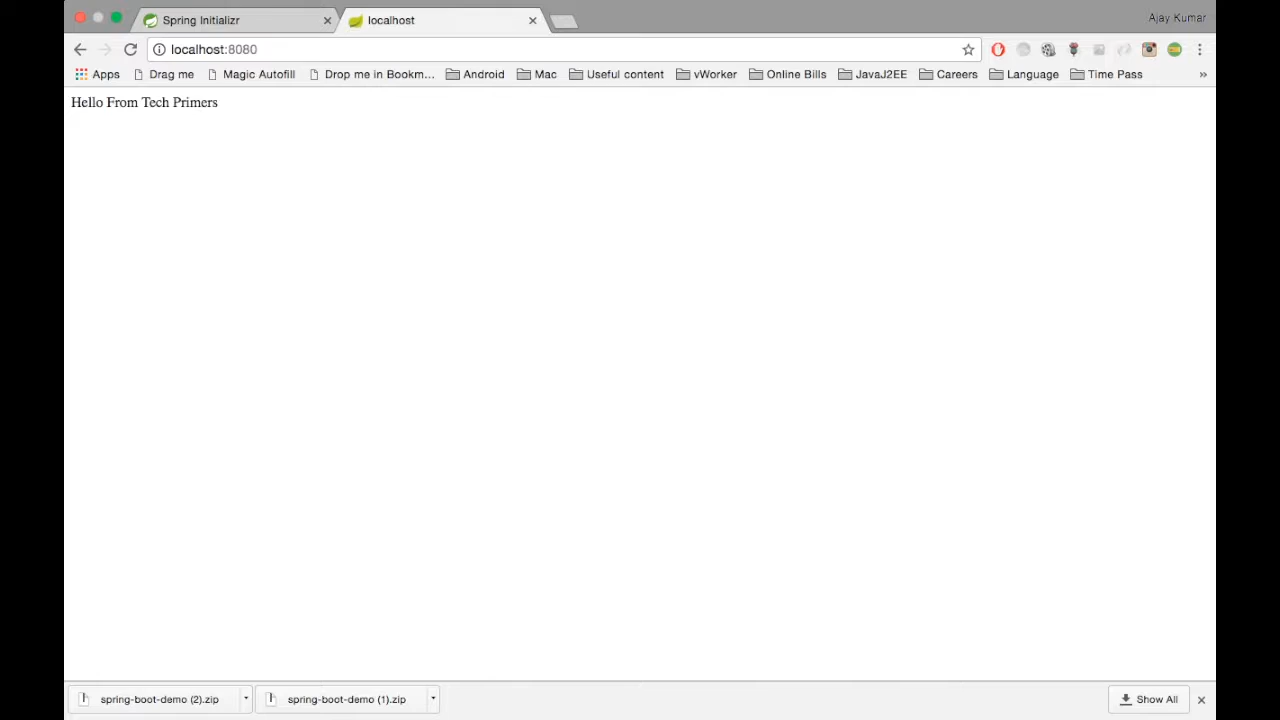 Spring Initializr
localhost
Ajay Kumar
localhost:8080
Apps Drag me Magic Autofill Drop me in Bookm... Android Mac Useful content vWorker Online Bills JavaJ2EE Careers Language Time Pass »
Hello From Tech Primers
spring-boot-demo (2).zip spring-boot-demo (1).zip Show All